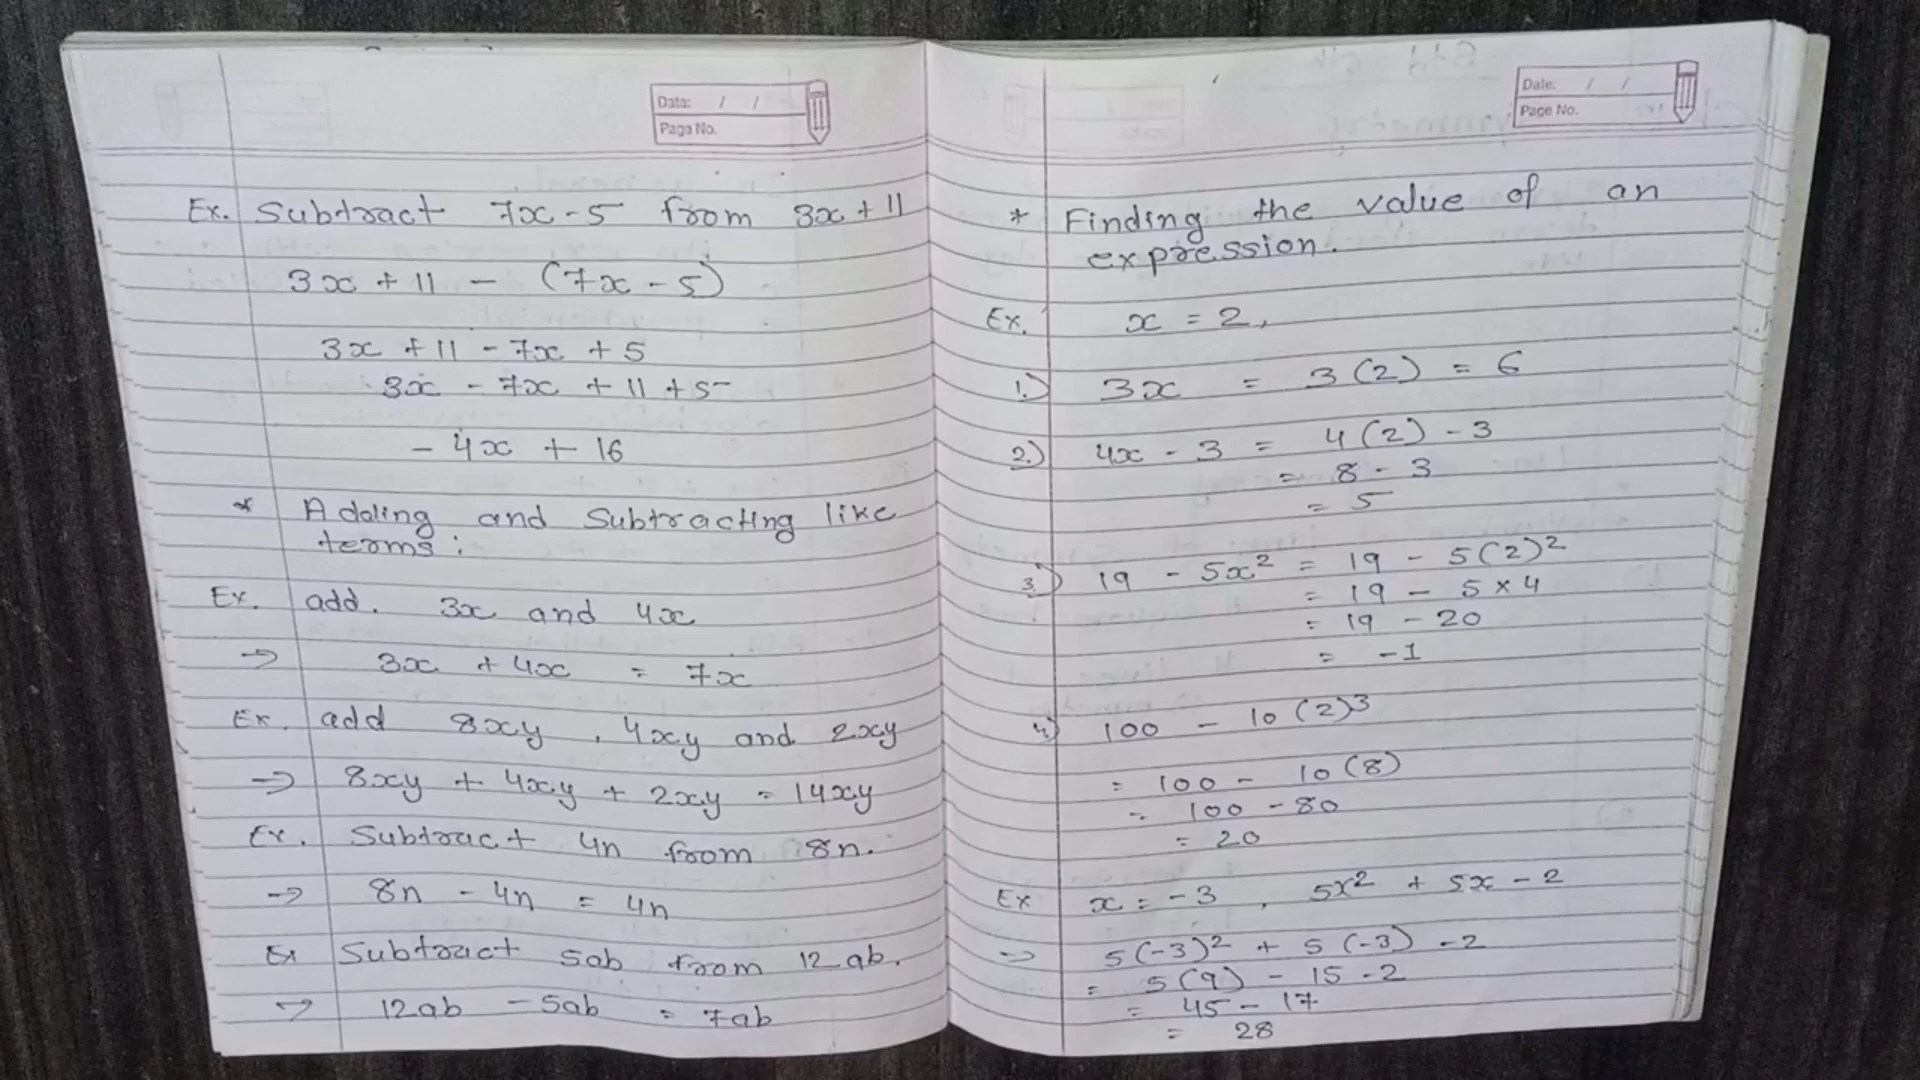 Data: / /
Page No.
Ex. Subtract 7x - 5 from 3x + 11
3x + 11 - (7x - 5)
3x + 11 - 7x + 5
3x - 7x + 11 + 5
- 4x + 16
* Adding and Subtracting like
terms :
Ex. add. 3x and 4x
→ 3x + 4x = 7x
Ex. add 8xy , 4xy and 2xy
→ 8xy + 4xy + 2xy = 14xy
Ex. Subtract 4n from 8n.
→ 8n - 4n = 4n
Ex Subtract 5ab from 12ab.
→ 12ab - 5ab = 7ab
Date: / /
Page No.
* Finding the value of an
expression.
Ex. x = 2,
1.) 3x = 3(2) = 6
2.) 4x - 3 = 4(2) - 3
= 8 - 3
= 5
3.) 19 - 5x² = 19 - 5(2)²
= 19 - 5 × 4
= 19 - 20
= -1
4.) 100 - 10(2)³
= 100 - 10(8)
= 100 - 80
= 20
Ex x = -3 , 5x² + 5x - 2
→ 5(-3)² + 5(-3) - 2
= 5(9) - 15 - 2
= 45 - 17
= 28